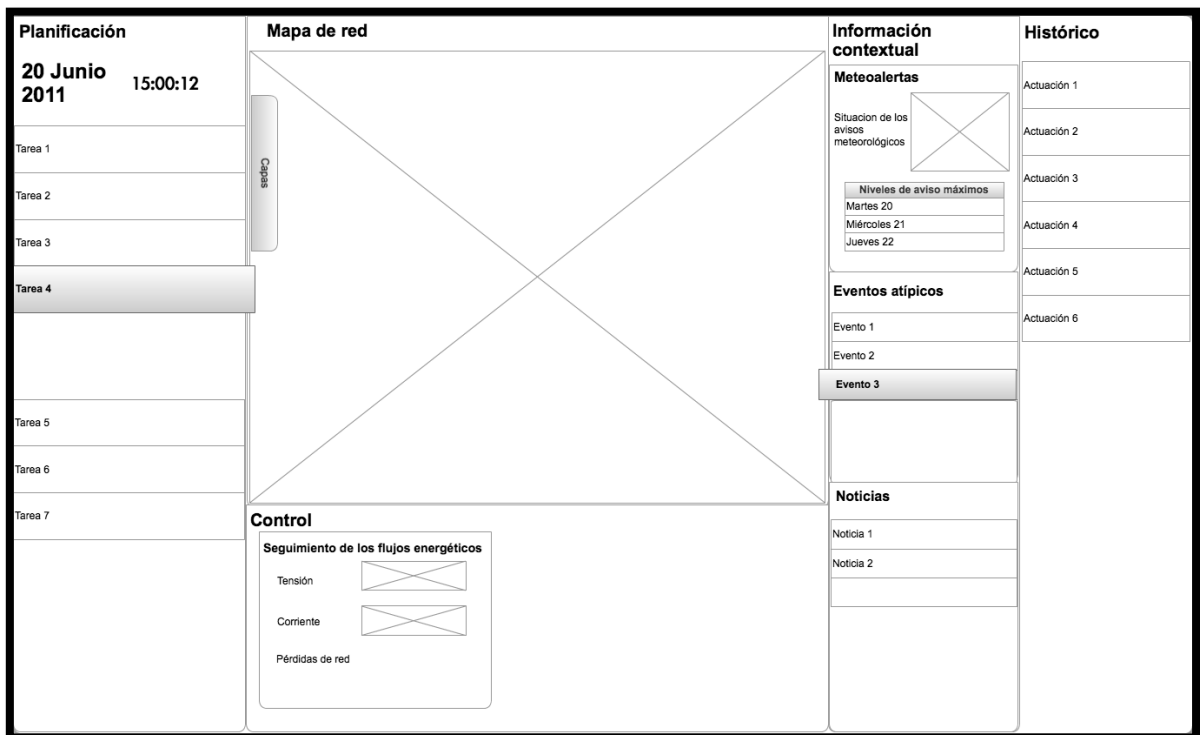 Planificación
20 Junio
2011
15:00:12
Tarea 1
Tarea 2
Tarea 3
Tarea 4
Tarea 5
Tarea 6
Tarea 7
Mapa de red
Capas
Control
Seguimiento de los flujos energéticos
Tensión
Corriente
Pérdidas de red
Información
contextual
Meteoalertas
Situacion de los
avisos
meteorológicos
Niveles de aviso máximos
Martes 20
Miércoles 21
Jueves 22
Eventos atípicos
Evento 1
Evento 2
Evento 3
Noticias
Noticia 1
Noticia 2
Histórico
Actuación 1
Actuación 2
Actuación 3
Actuación 4
Actuación 5
Actuación 6